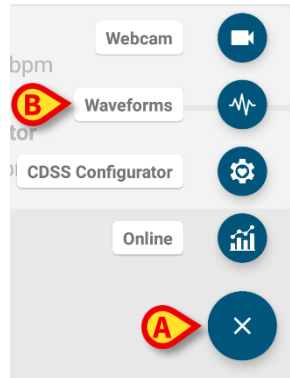 Webcam
bpm
B
Waveforms
tor
CDSS Configurator
Online
A